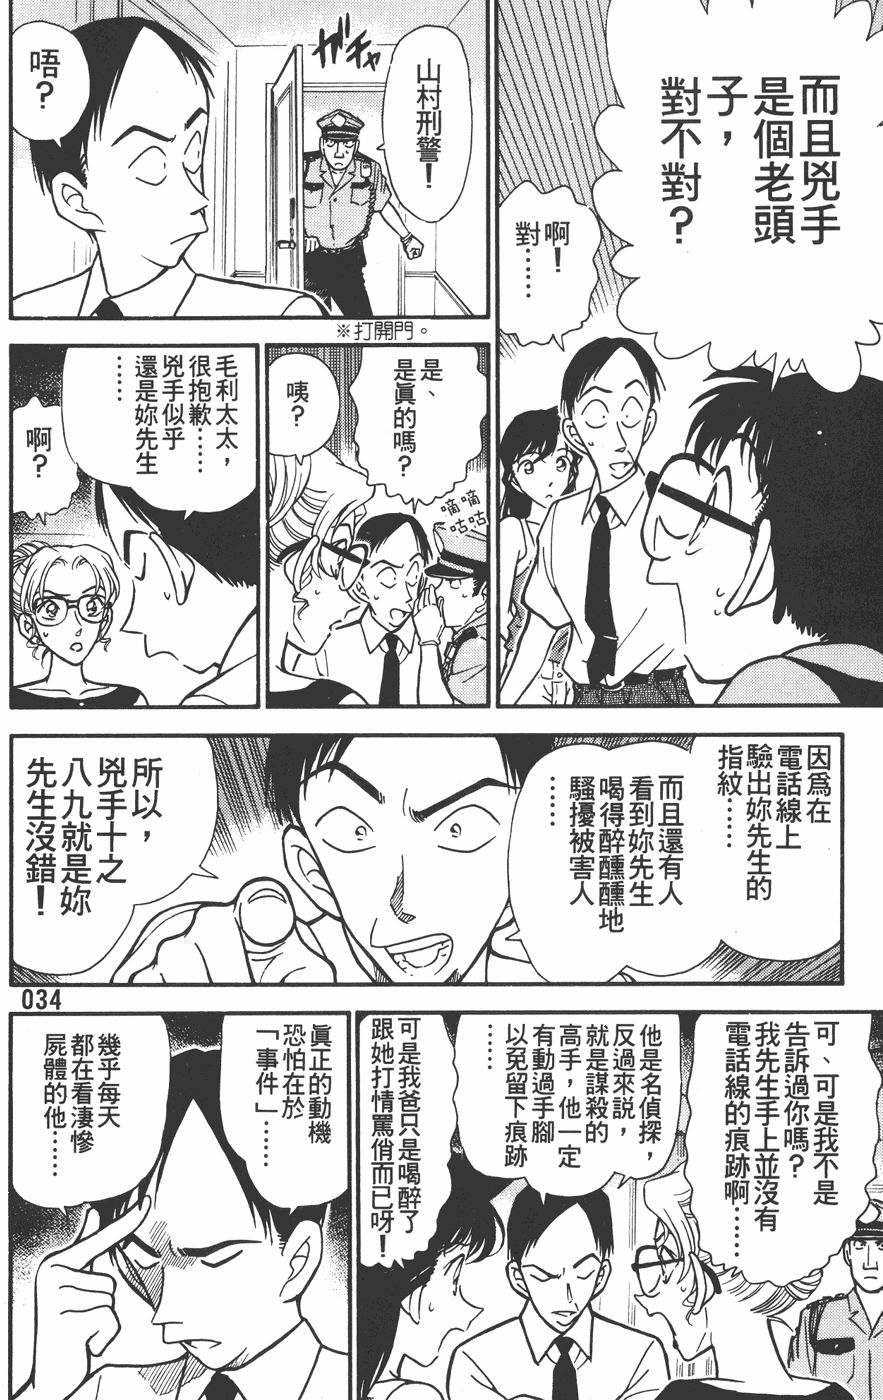 而且兇手
是個老頭
子，
對不對？
啊！
對……
山村刑警！
ガチャ
唔？
※打開門。
是、
是真的嗎？
嘀嘀
咕咕
咦？
毛利太太，
很抱歉……
兇手似乎
還是妳先生
……
啊？
因爲在
電話線上
驗出妳先生的
指紋……
而且還有人
看到妳先生
喝得醉醺醺地
騷擾被害人
……
所以，
兇手十之
八九就是妳
先生沒錯！
034
可、可是我不是
告訴過你嗎？
我先生手上並沒有
電話線的痕跡啊……
他是名偵探，
反過來說，
就是謀殺的
高手，他一定
有動過手腳
以免留下痕跡
可是我爸只是喝醉了
跟她打情罵俏而已呀！
眞正的動機
恐怕在於
「事件」……
幾乎每天
都在看淒慘
屍體的他……